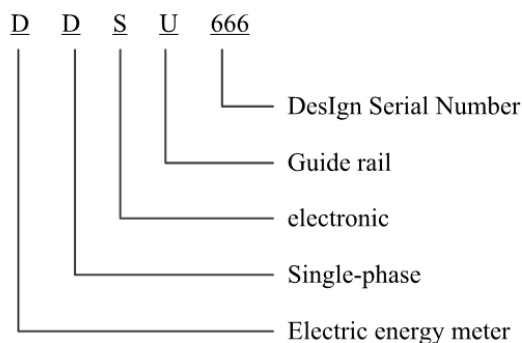 D D S U 666
DesIgn Serial Number
Guide rail
electronic
Single-phase
Electric energy meter